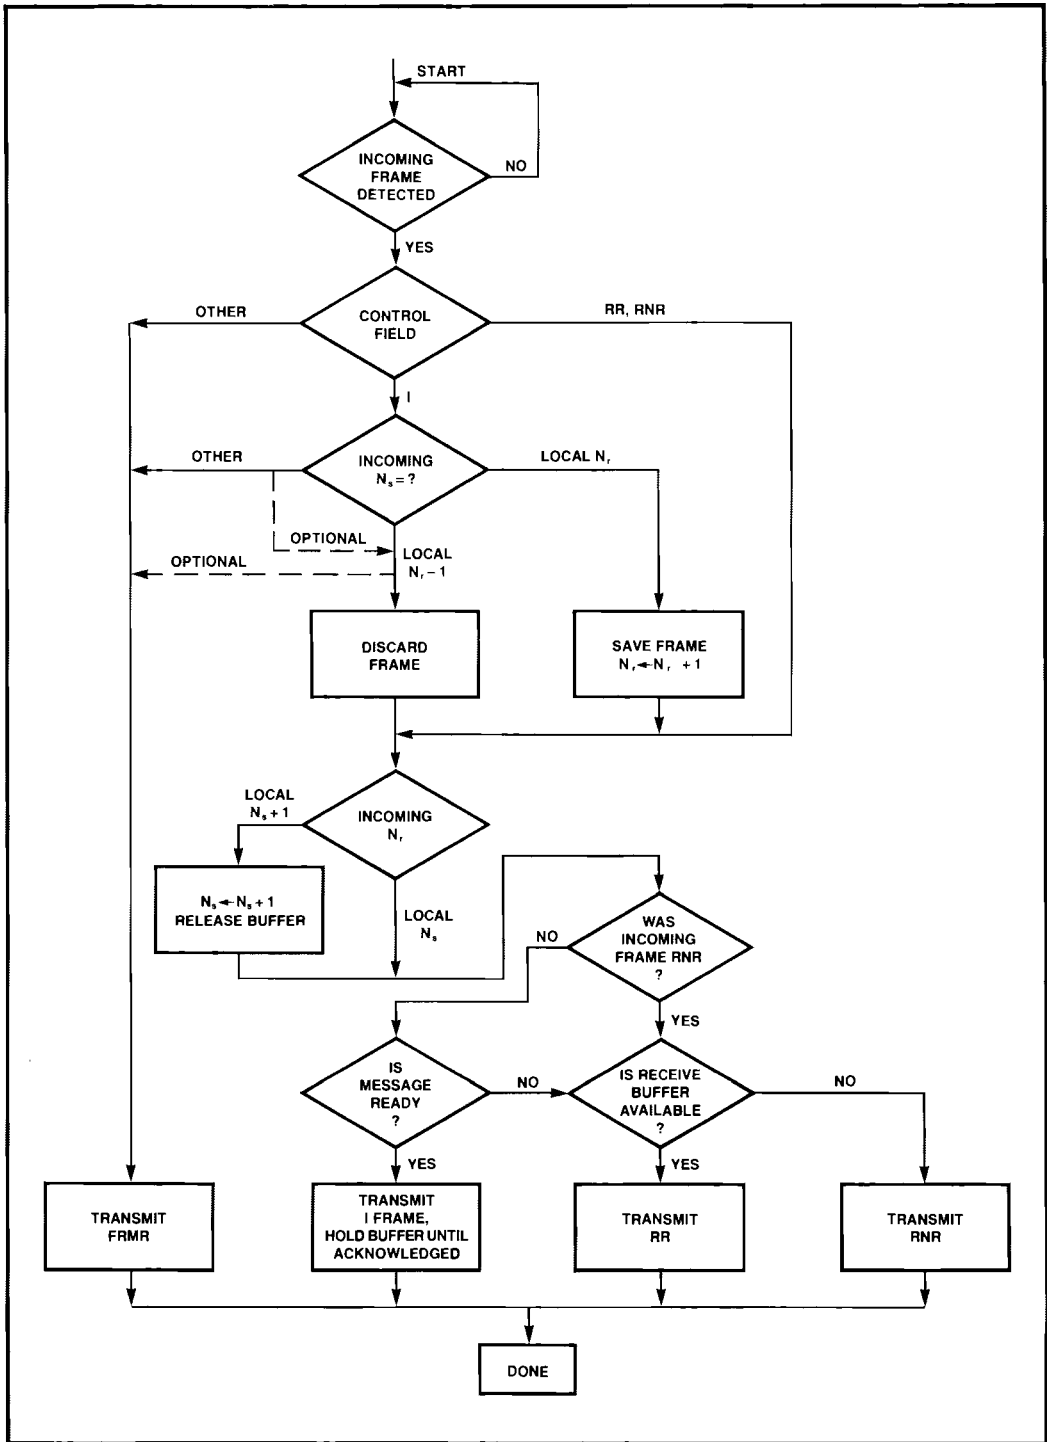 START
INCOMING
FRAME
DETECTED
NO
YES
CONTROL
FIELD
OTHER
RR, RNR
I
INCOMING
Nₛ = ?
OTHER
LOCAL Nᵣ
OPTIONAL
OPTIONAL
LOCAL
Nᵣ – 1
DISCARD
FRAME
SAVE FRAME
Nᵣ ← Nᵣ + 1
INCOMING
Nᵣ
LOCAL
Nₛ + 1
Nₛ ← Nₛ + 1
RELEASE BUFFER
LOCAL
Nₛ
WAS
INCOMING
FRAME RNR
?
NO
YES
IS
MESSAGE
READY
?
NO
IS RECEIVE
BUFFER
AVAILABLE
?
NO
YES
YES
TRANSMIT
FRMR
TRANSMIT
I FRAME,
HOLD BUFFER UNTIL
ACKNOWLEDGED
TRANSMIT
RR
TRANSMIT
RNR
DONE